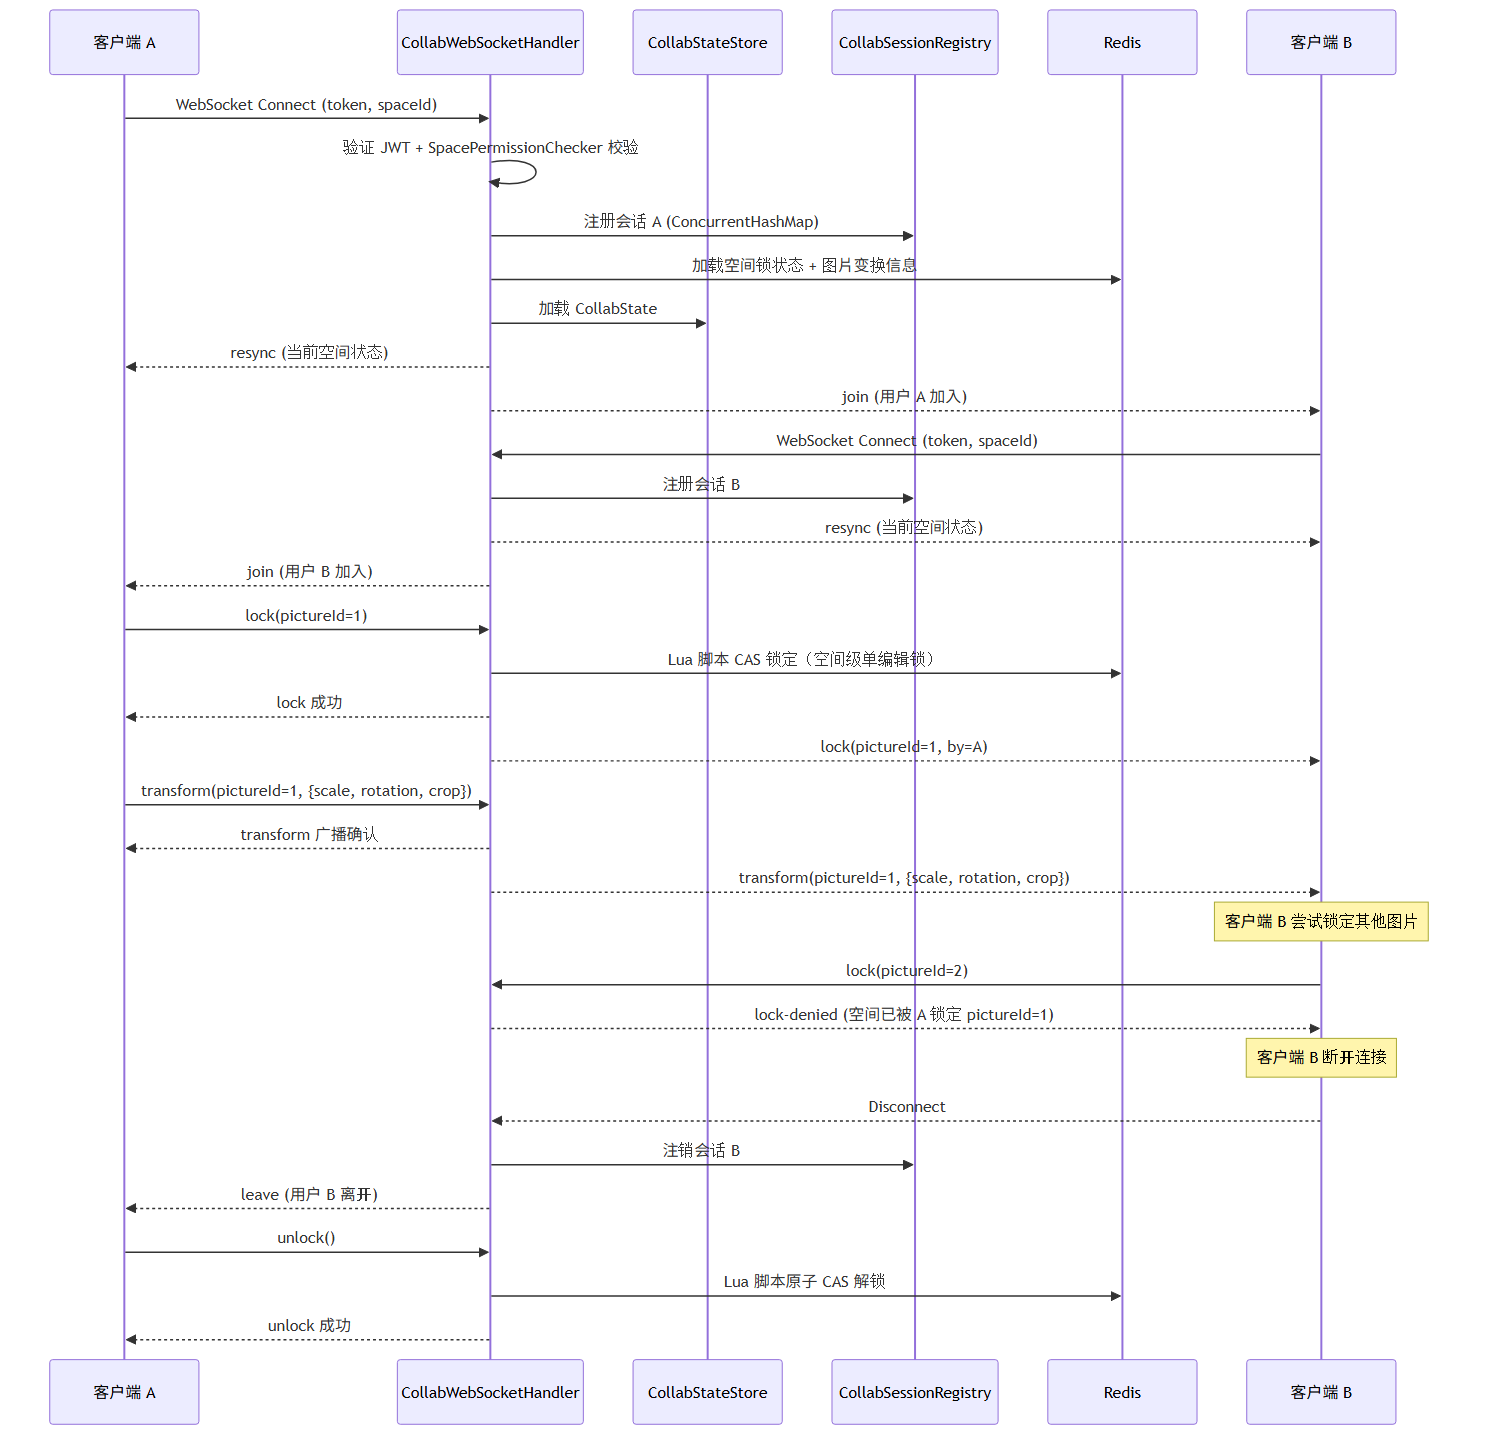 客户端 A
CollabWebSocketHandler
CollabStateStore
CollabSessionRegistry
Redis
客户端 B
WebSocket Connect (token, spaceId)
验证 JWT + SpacePermissionChecker 校验
注册会话 A (ConcurrentHashMap)
加载空间锁状态 + 图片变换信息
加载 CollabState
resync (当前空间状态)
join (用户 A 加入)
WebSocket Connect (token, spaceId)
注册会话 B
resync (当前空间状态)
join (用户 B 加入)
lock(pictureId=1)
Lua 脚本 CAS 锁定（空间级单编辑锁）
lock 成功
lock(pictureId=1, by=A)
transform(pictureId=1, {scale, rotation, crop})
transform 广播确认
transform(pictureId=1, {scale, rotation, crop})
客户端 B 尝试锁定其他图片
lock(pictureId=2)
lock-denied (空间已被 A 锁定 pictureId=1)
客户端 B 断开连接
Disconnect
注销会话 B
leave (用户 B 离开)
unlock()
Lua 脚本原子 CAS 解锁
unlock 成功
客户端 A
CollabWebSocketHandler
CollabStateStore
CollabSessionRegistry
Redis
客户端 B